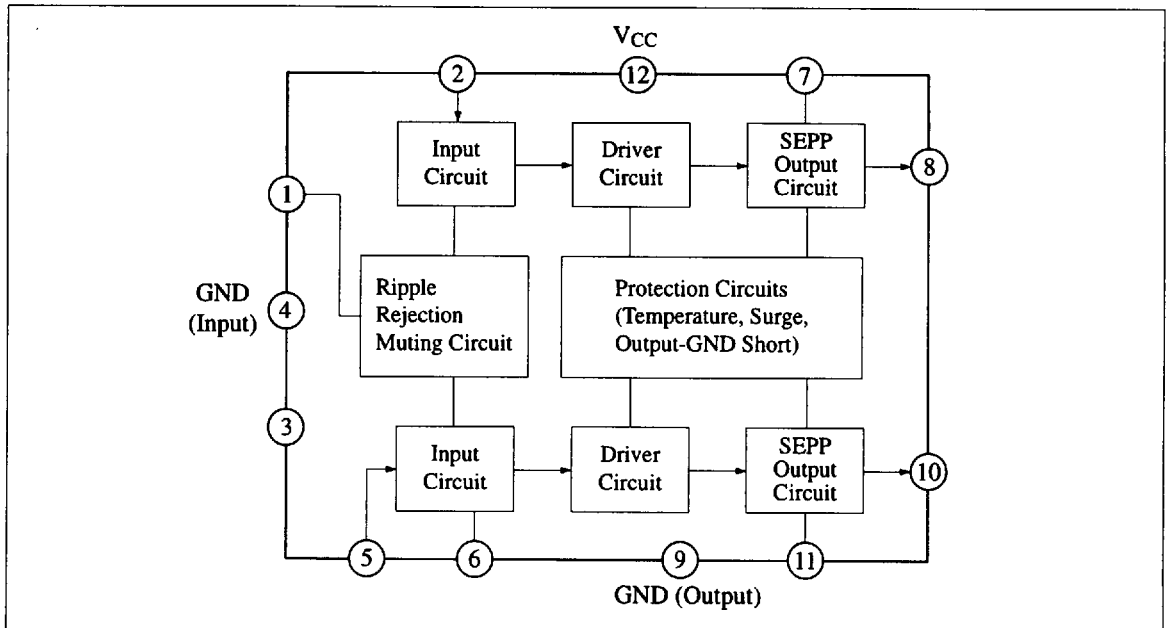 VCC
2
12
7
Input
Circuit
Driver
Circuit
SEPP
Output
Circuit
8
1
Ripple
Rejection
Muting Circuit
Protection Circuits
(Temperature, Surge,
Output-GND Short)
GND
(Input)
4
3
Input
Circuit
Driver
Circuit
SEPP
Output
Circuit
10
5
6
9
11
GND (Output)